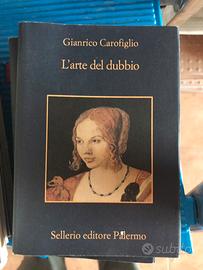 Gianrico Carofiglio
L'arte del dubbio
Sellerio editore Palermo
subito